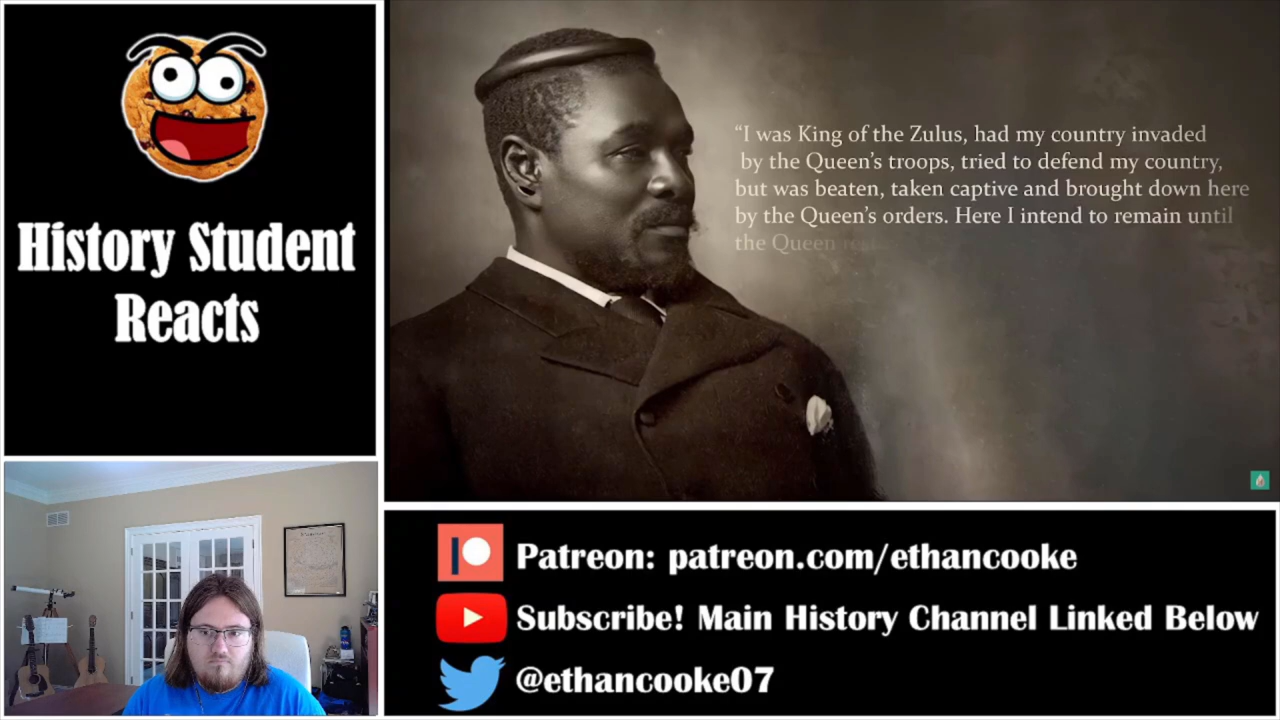 History Student
Reacts
“I was King of the Zulus, had my country invaded
by the Queen’s troops, tried to defend my country,
but was beaten, taken captive and brought down here
by the Queen’s orders. Here I intend to remain until
the Queen
Patreon: patreon.com/ethancooke
Subscribe! Main History Channel Linked Below
@ethancooke07